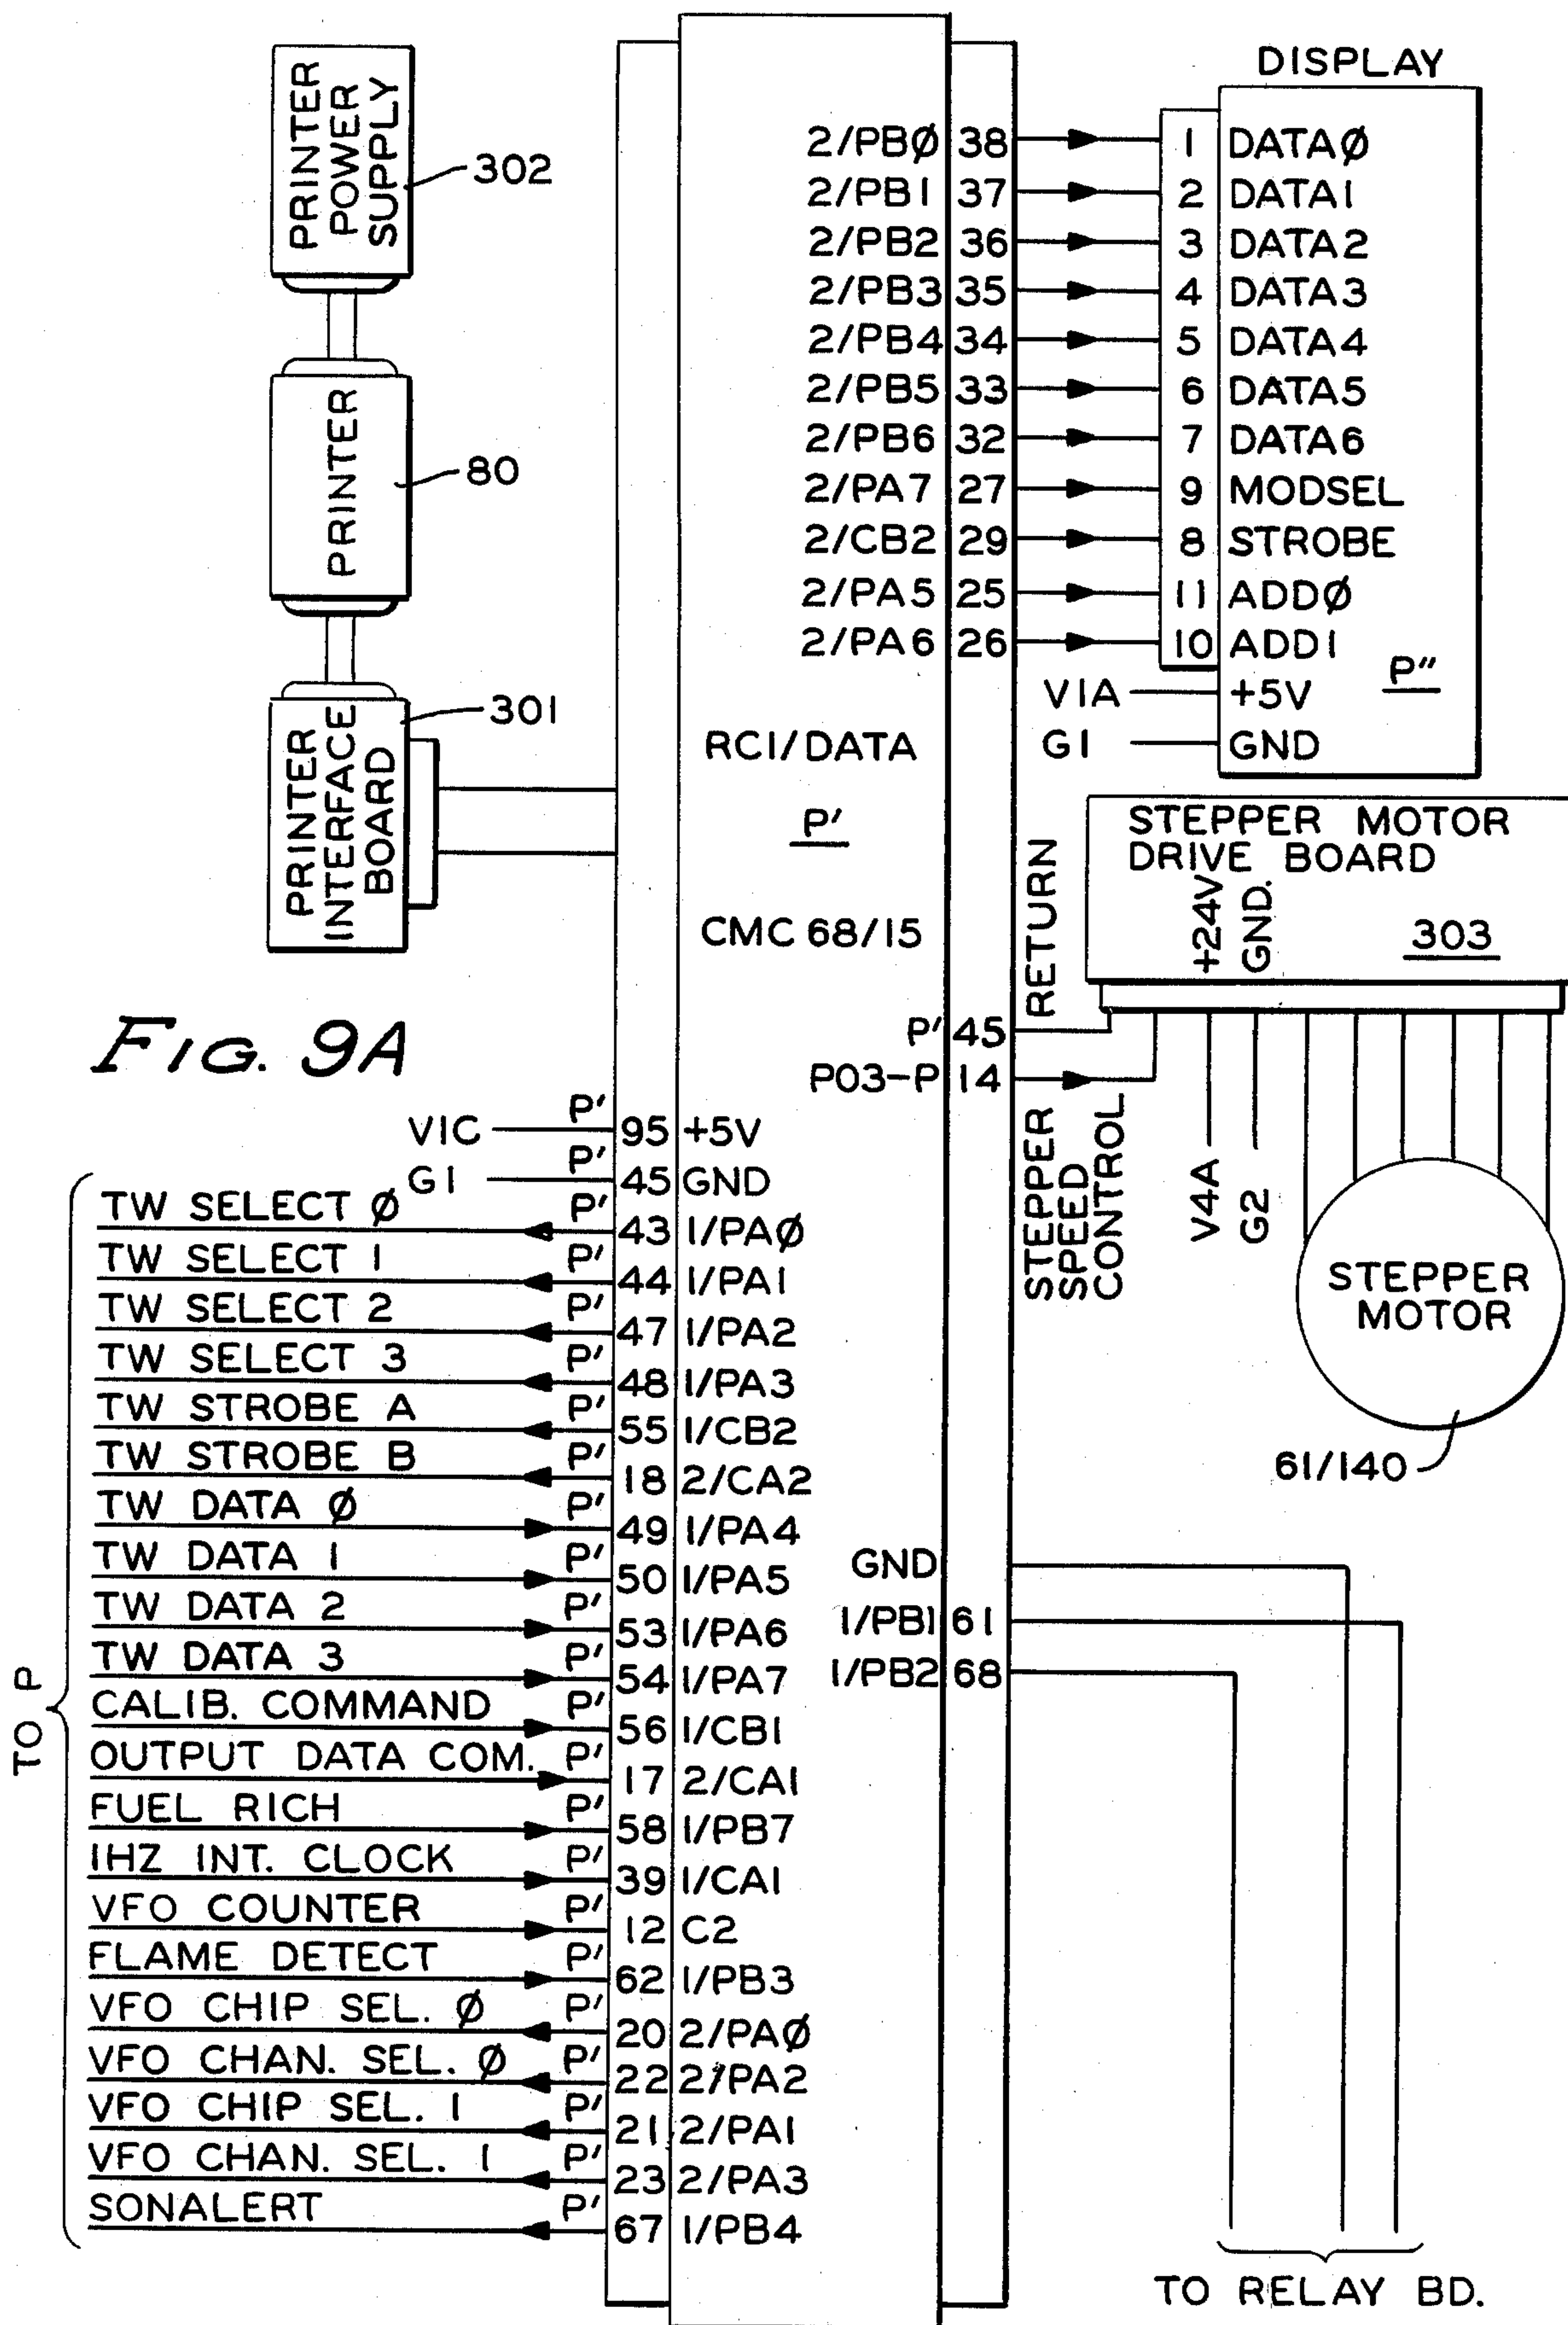 PRINTER
POWER
SUPPLY
302
PRINTER
80
PRINTER
INTERFACE
BOARD
301
FIG. 9A
2/PBØ 38
2/PB1 37
2/PB2 36
2/PB3 35
2/PB4 34
2/PB5 33
2/PB6 32
2/PA7 27
2/CB2 29
2/PA5 25
2/PA6 26
RCI/DATA
P'
CMC 68/15
P' 45
P03-P 14
GND
1/PB1 61
1/PB2 68
DISPLAY
1 DATAØ
2 DATA1
3 DATA2
4 DATA3
5 DATA4
6 DATA5
7 DATA6
9 MODSEL
8 STROBE
11 ADDØ
10 ADD1
V1A +5V
G1 GND
P"
RETURN
STEPPER MOTOR
DRIVE BOARD
+24V
GND.
303
STEPPER
SPEED
CONTROL
V4A
G2
STEPPER
MOTOR
61/140
TO RELAY BD.
TO P
V1C P' 95 +5V
G1 P' 45 GND
TW SELECT Ø P' 43 1/PAØ
TW SELECT 1 P' 44 1/PA1
TW SELECT 2 P' 47 1/PA2
TW SELECT 3 P' 48 1/PA3
TW STROBE A P' 55 1/CB2
TW STROBE B P' 18 2/CA2
TW DATA Ø P' 49 1/PA4
TW DATA 1 P' 50 1/PA5
TW DATA 2 P' 53 1/PA6
TW DATA 3 P' 54 1/PA7
CALIB. COMMAND P' 56 1/CB1
OUTPUT DATA COM. P' 17 2/CA1
FUEL RICH P' 58 1/PB7
1HZ INT. CLOCK P' 39 1/CA1
VFO COUNTER P' 12 C2
FLAME DETECT P' 62 1/PB3
VFO CHIP SEL. Ø P' 20 2/PAØ
VFO CHAN. SEL. Ø P' 22 2/PA2
VFO CHIP SEL. 1 P' 21 2/PA1
VFO CHAN. SEL. 1 P' 23 2/PA3
SONALERT P' 67 1/PB4